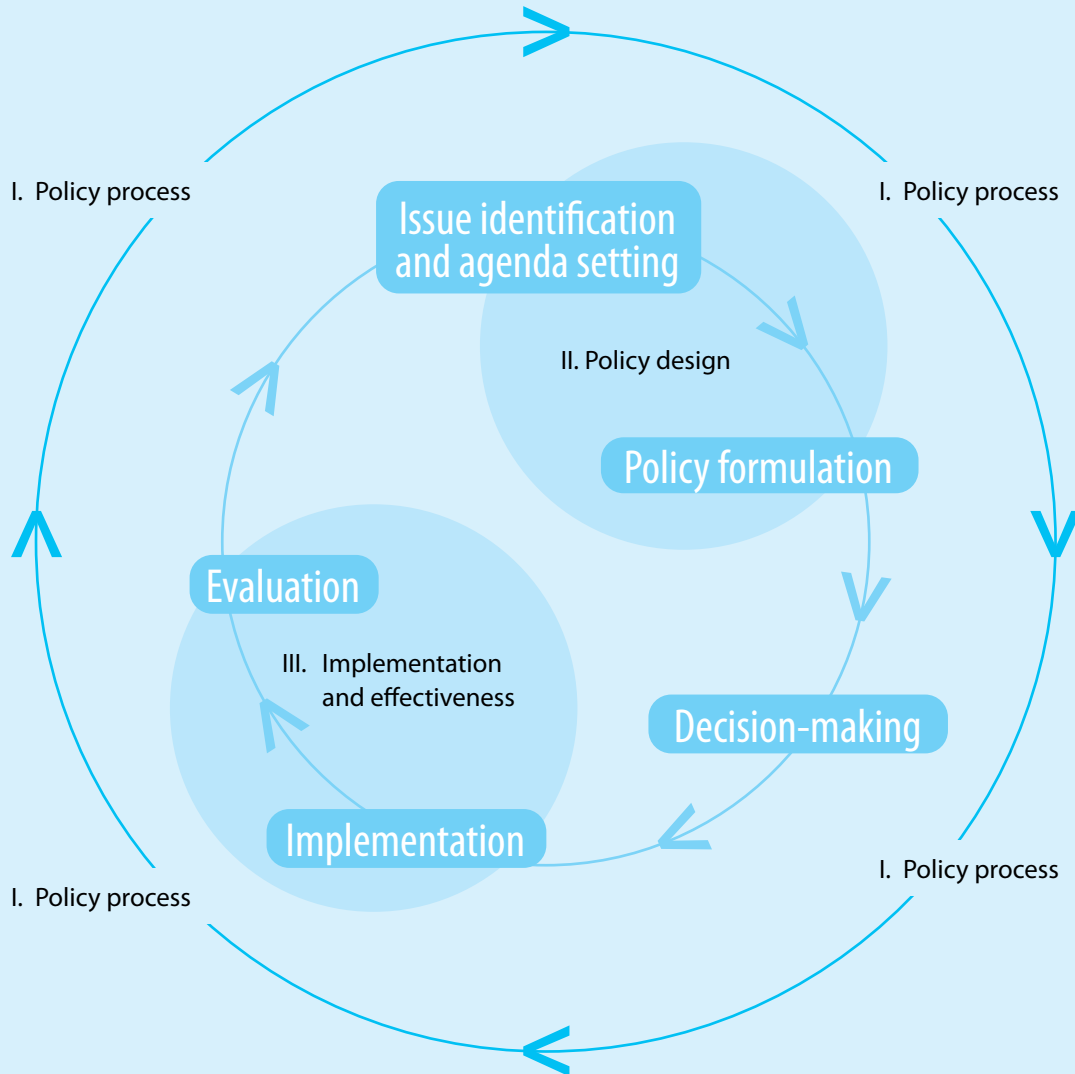 I. Policy process
I. Policy process
Issue identification
and agenda setting
II. Policy design
Policy formulation
Evaluation
III. Implementation
and effectiveness
Decision-making
Implementation
I. Policy process
I. Policy process